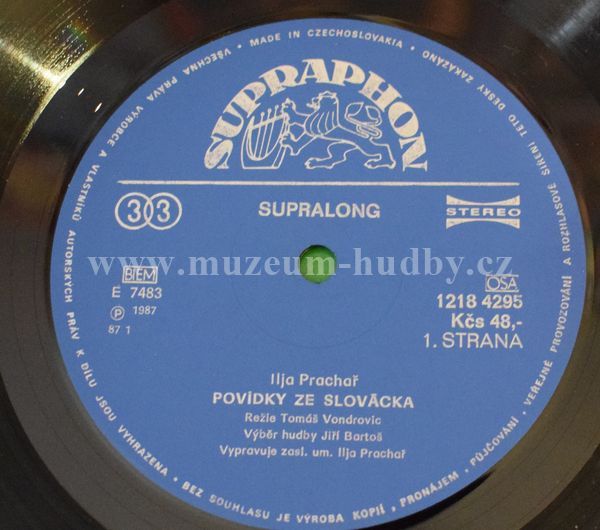 MADE IN CZECHOSLOVAKIA • VŠECHNA PRÁVA VÝROBCE A VLASTNÍKŮ AUTORSKÝCH PRÁV K DÍLU JSOU VYHRAZENA • BEZ SOUHLASU JE VÝROBA KOPIÍ, PRONÁJEM, PŮJČOVÁNÍ, VEŘEJNÉ PROVOZOVÁNÍ A ROZHLASOVÉ ŠÍŘENÍ TÉTO DESKY ZAKÁZÁNO •
SUPRAPHON
33
SUPRALONG
STEREO
www.muzeum-hudby.cz
BIEM
OSA
E 7483
1218 4295
Ⓟ 1987
Kčs 48,-
87 1
1. STRANA
Ilja Prachař
POVÍDKY ZE SLOVÁCKA
Režie Tomáš Vondrovic
Výběr hudby Jiří Bartoš
Vypravuje zasl. um. Ilja Prachař